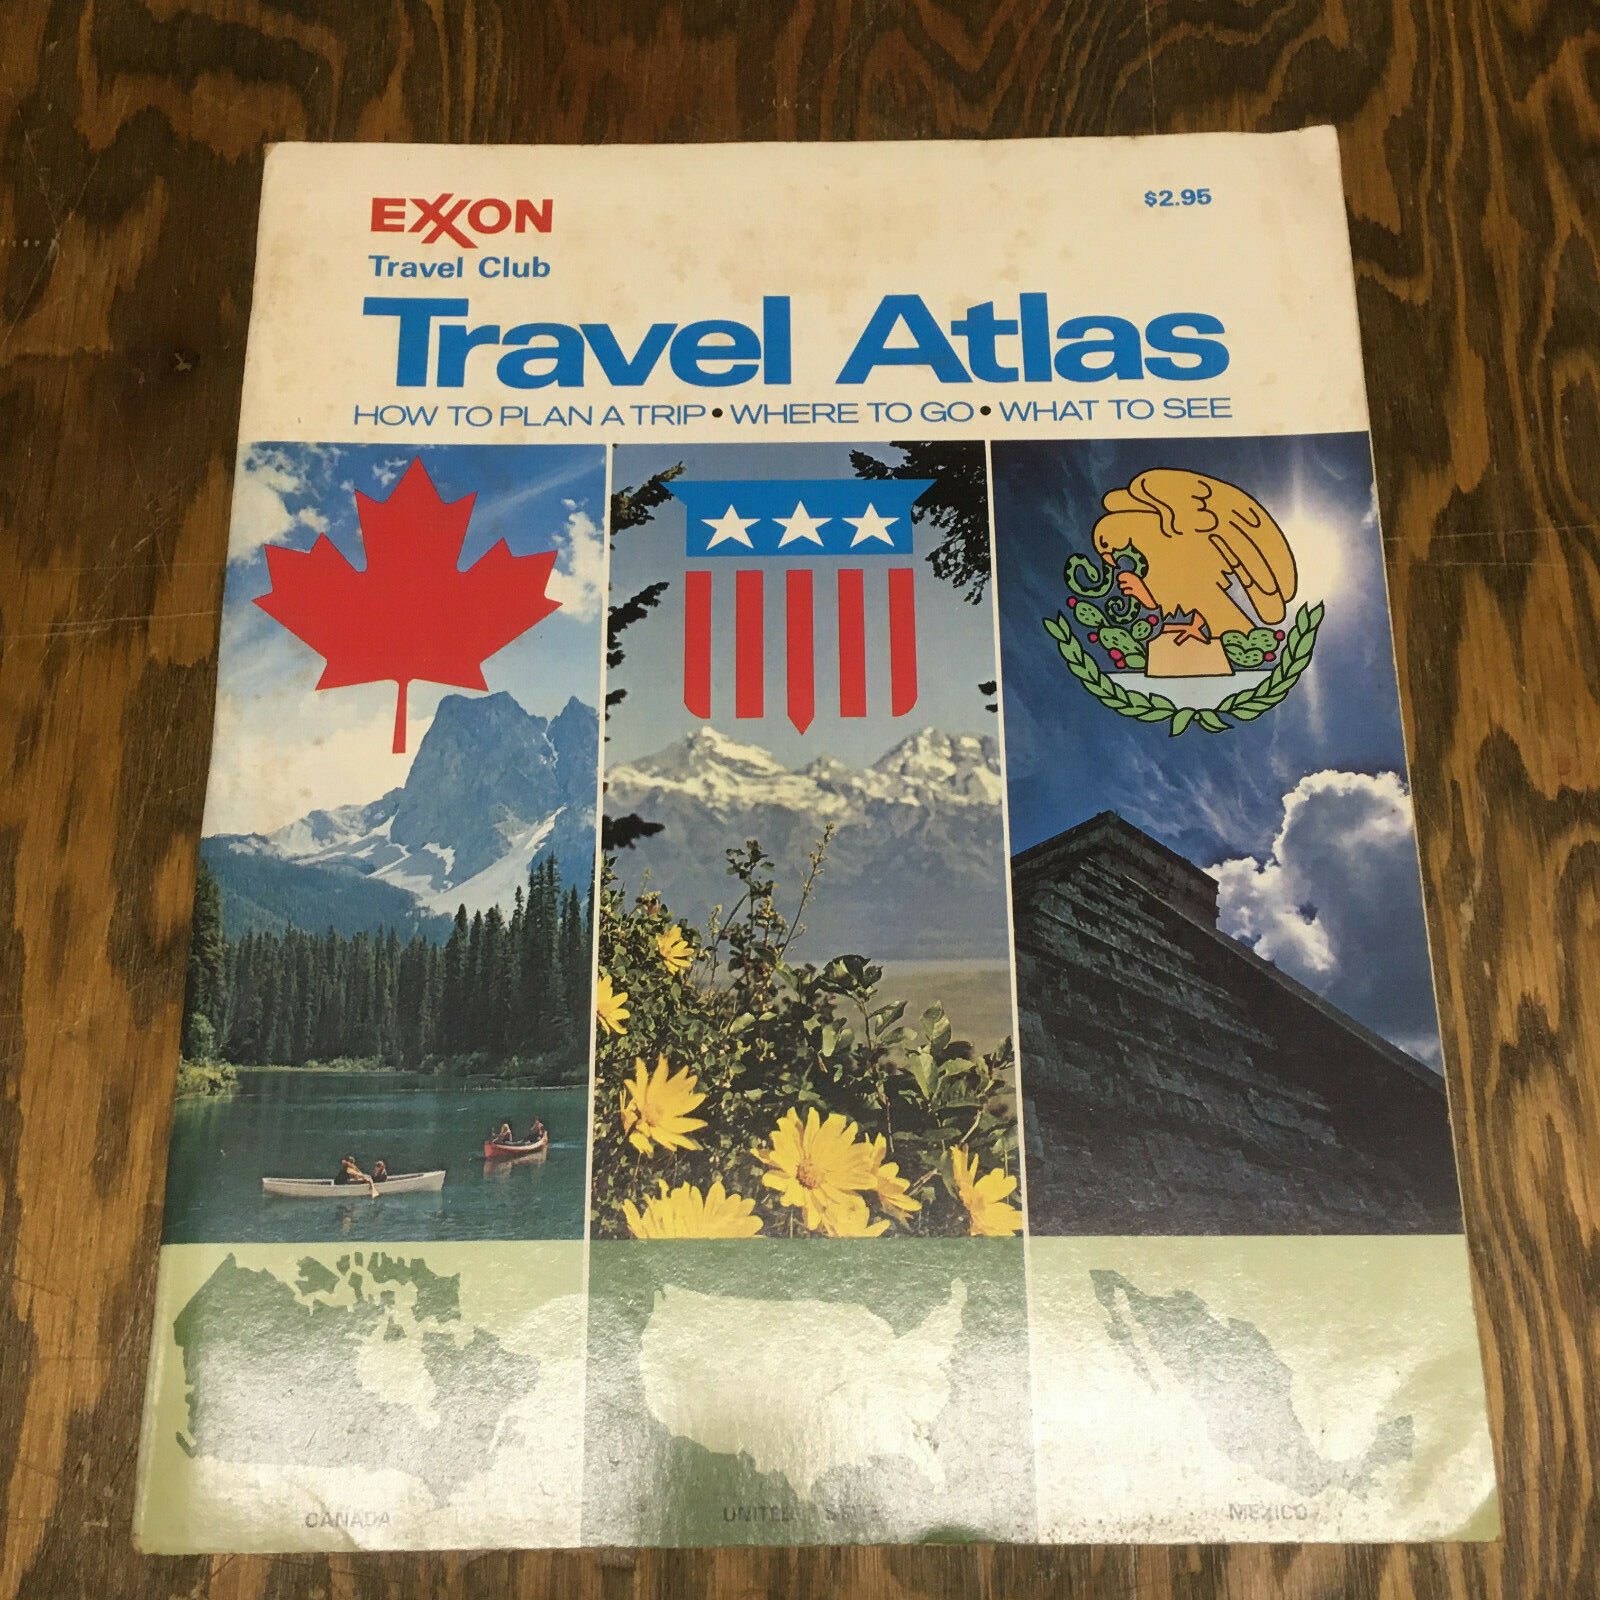 EXXON
$2.95
Travel Club
Travel Atlas
HOW TO PLAN A TRIP • WHERE TO GO • WHAT TO SEE
CANADA
UNITED
MEXICO